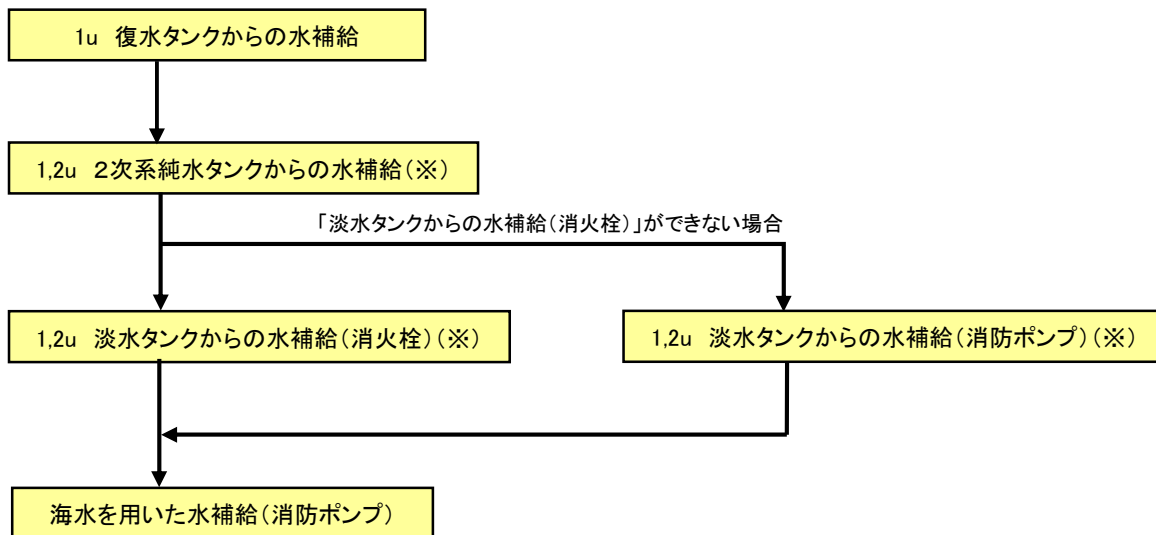 1u 復水タンクからの水補給
1,2u ２次系純水タンクからの水補給(※)
「淡水タンクからの水補給(消火栓)」ができない場合
1,2u 淡水タンクからの水補給(消火栓)(※)
1,2u 淡水タンクからの水補給(消防ポンプ)(※)
海水を用いた水補給(消防ポンプ)